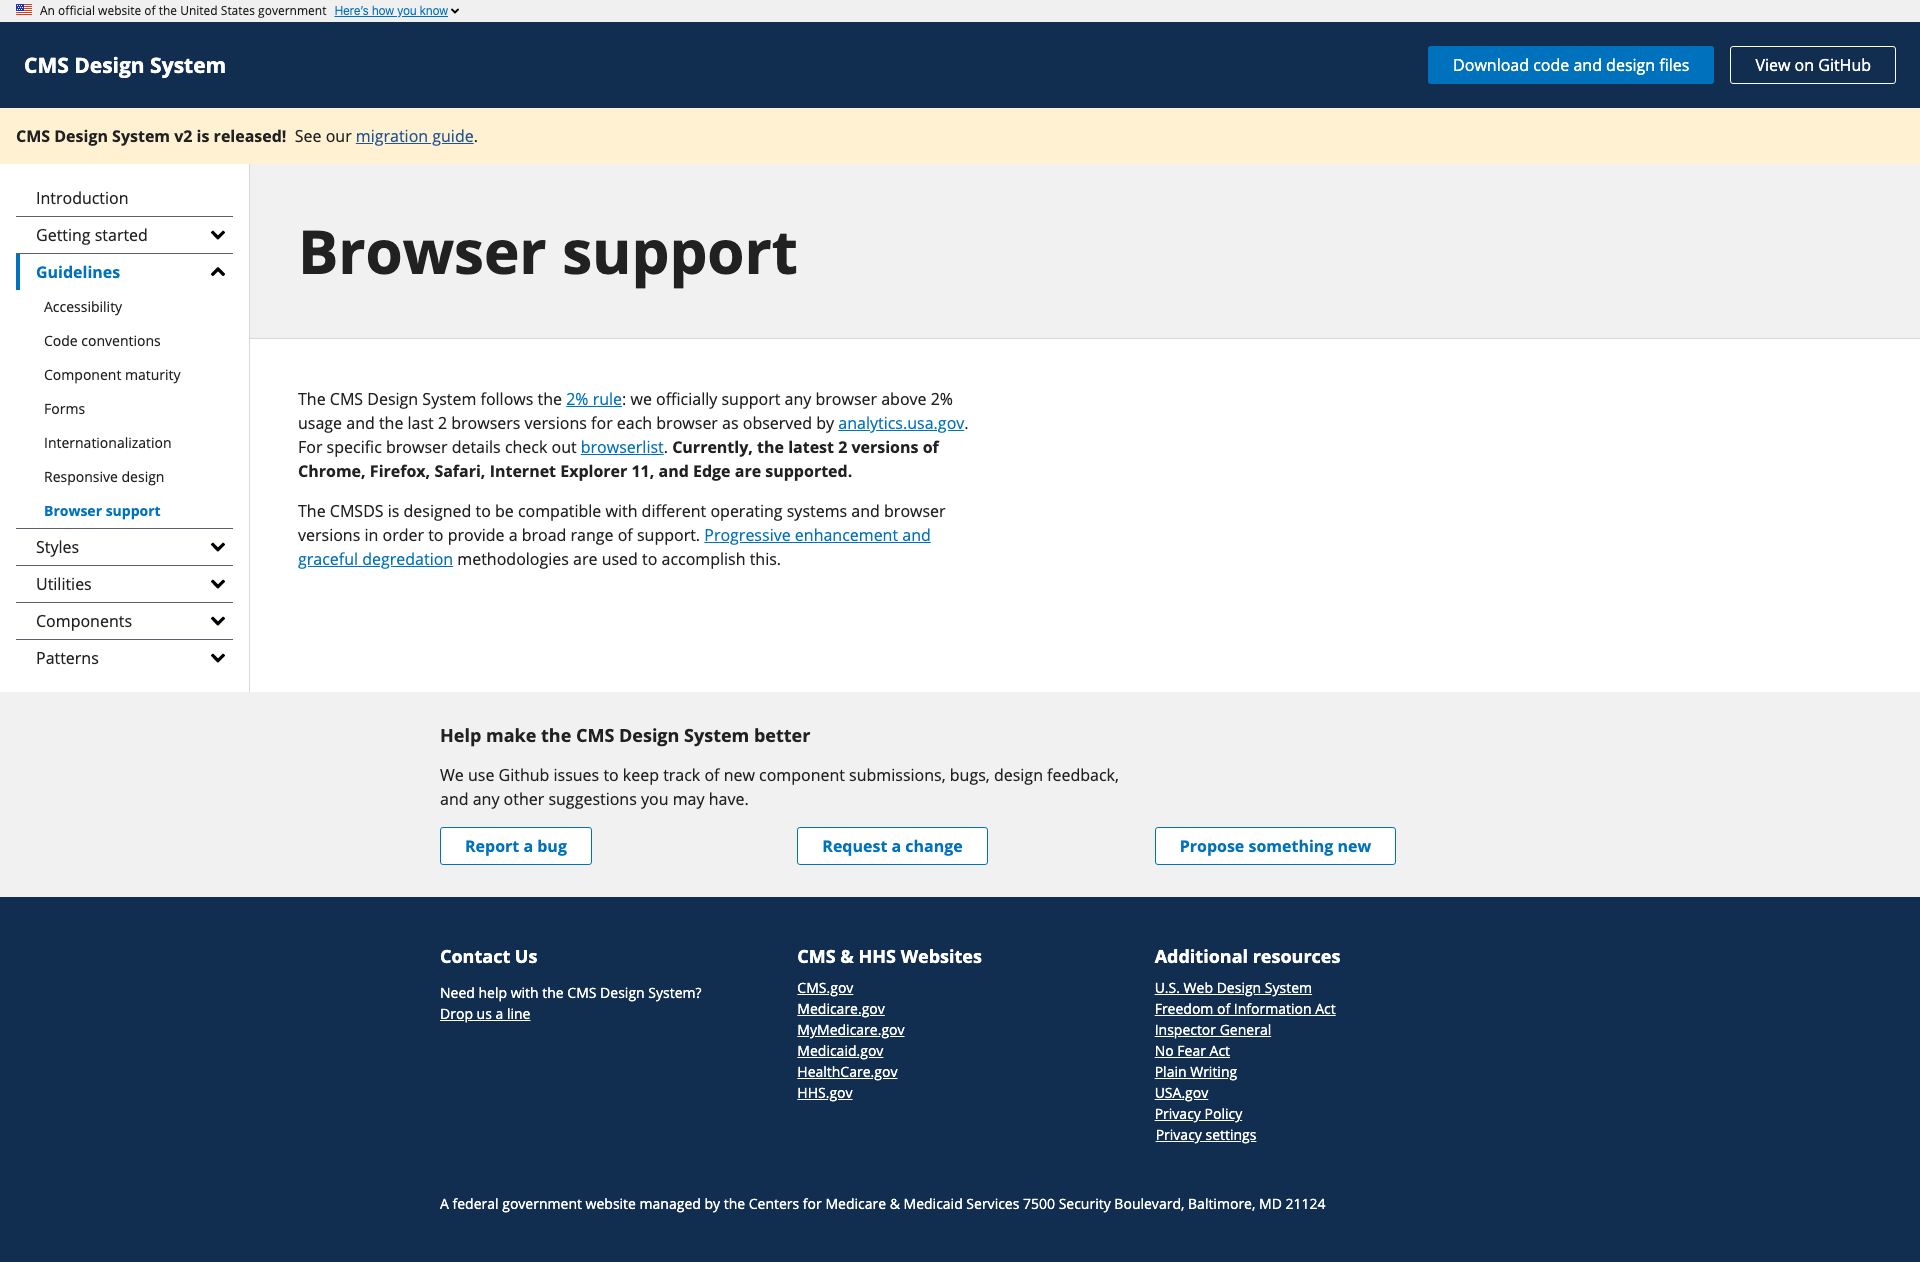 An official website of the United States government Here's how you know
CMS Design System
Download code and design files
View on GitHub
CMS Design System v2 is released! See our migration guide.
Introduction
Getting started
Guidelines
Accessibility
Code conventions
Component maturity
Forms
Internationalization
Responsive design
Browser support
Styles
Utilities
Components
Patterns
Browser support
The CMS Design System follows the 2% rule: we officially support any browser above 2%
usage and the last 2 browsers versions for each browser as observed by analytics.usa.gov.
For specific browser details check out browserlist. Currently, the latest 2 versions of
Chrome, Firefox, Safari, Internet Explorer 11, and Edge are supported.
The CMSDS is designed to be compatible with different operating systems and browser
versions in order to provide a broad range of support. Progressive enhancement and
graceful degredation methodologies are used to accomplish this.
Help make the CMS Design System better
We use Github issues to keep track of new component submissions, bugs, design feedback,
and any other suggestions you may have.
Report a bug
Request a change
Propose something new
Contact Us
Need help with the CMS Design System?
Drop us a line
CMS & HHS Websites
CMS.gov
Medicare.gov
MyMedicare.gov
Medicaid.gov
HealthCare.gov
HHS.gov
Additional resources
U.S. Web Design System
Freedom of Information Act
Inspector General
No Fear Act
Plain Writing
USA.gov
Privacy Policy
Privacy settings
A federal government website managed by the Centers for Medicare & Medicaid Services 7500 Security Boulevard, Baltimore, MD 21124